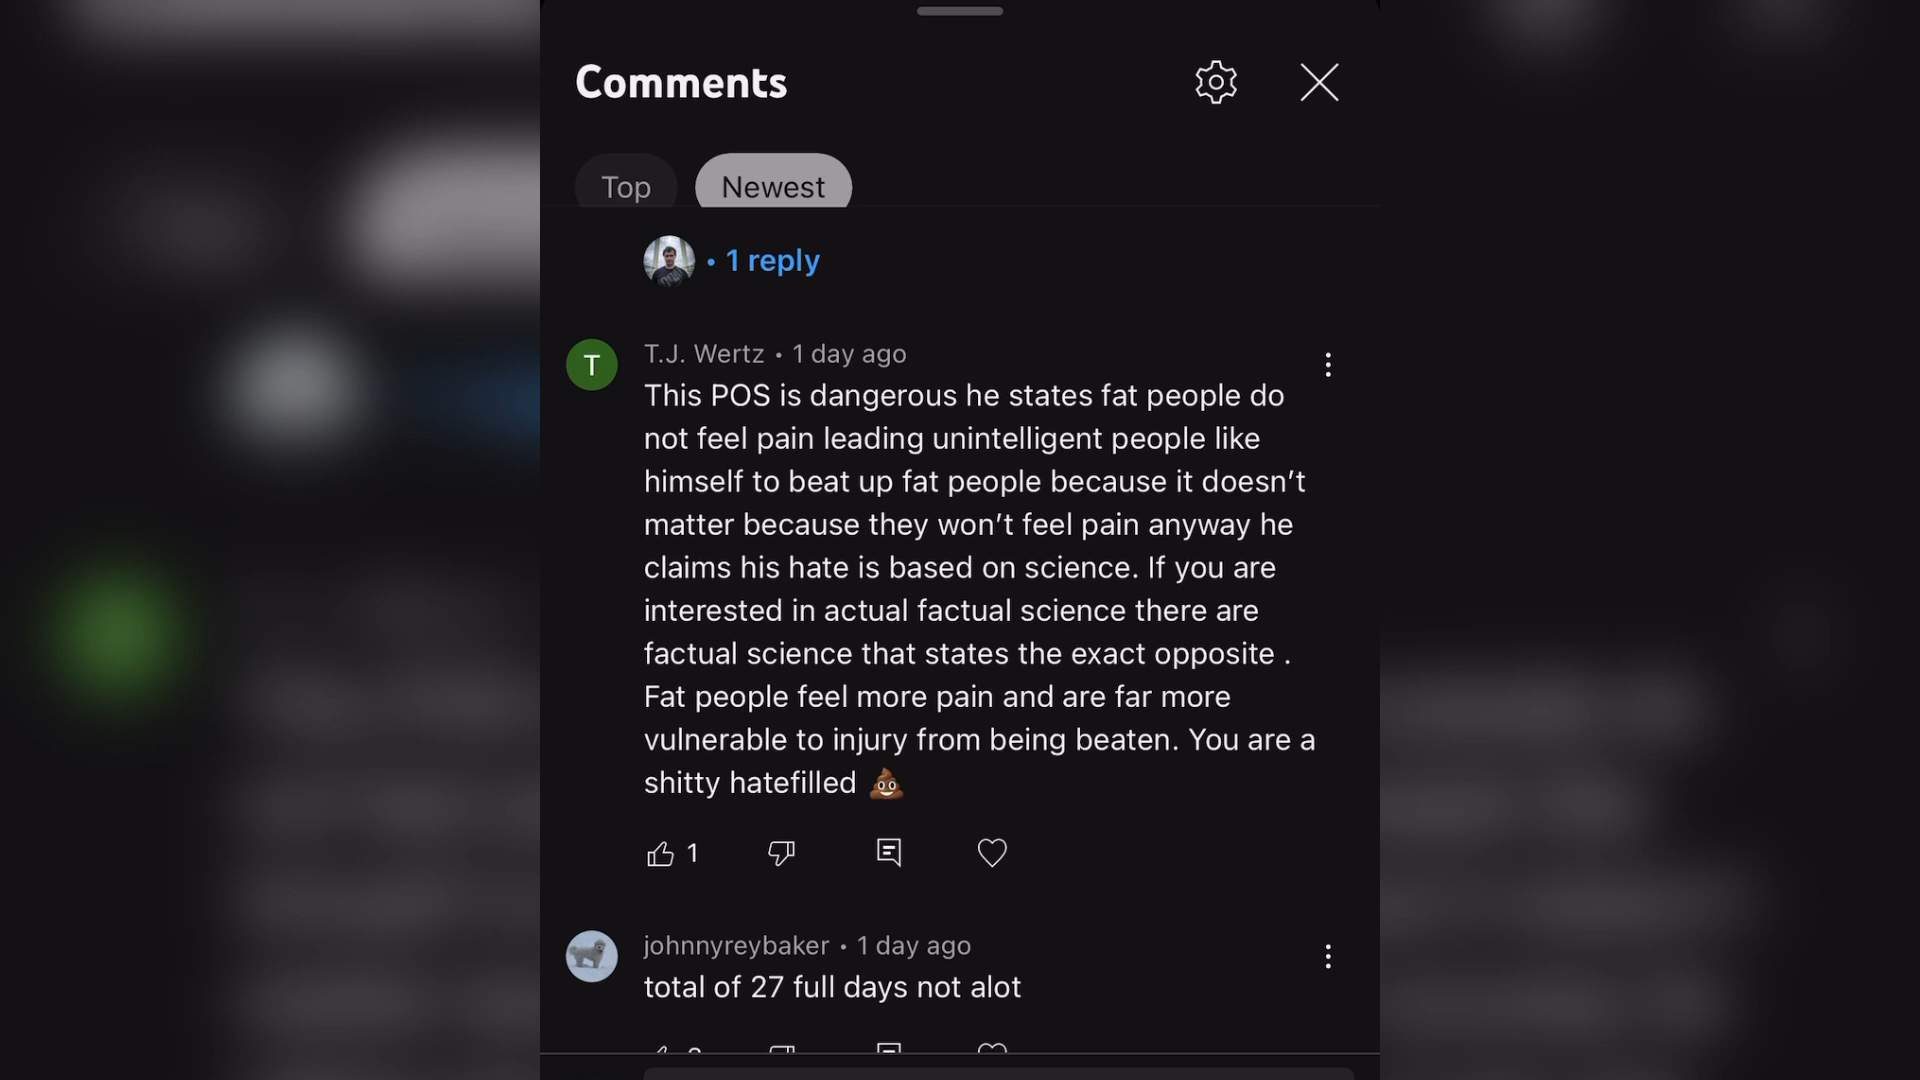 Comments
Top
Newest
• 1 reply
T
T.J. Wertz • 1 day ago
This POS is dangerous he states fat people do
not feel pain leading unintelligent people like
himself to beat up fat people because it doesn’t
matter because they won’t feel pain anyway he
claims his hate is based on science. If you are
interested in actual factual science there are
factual science that states the exact opposite .
Fat people feel more pain and are far more
vulnerable to injury from being beaten. You are a
shitty hatefilled 💩
1
johnnyreybaker • 1 day ago
total of 27 full days not alot